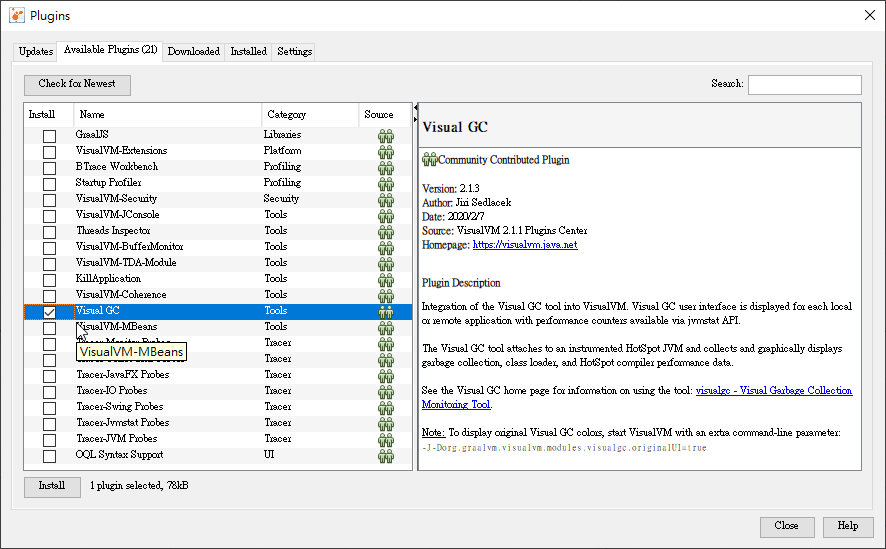 Plugins
Updates Available Plugins (21) Downloaded Installed Settings
Check for Newest Search:
Install Name Category Source
GraalJS Libraries
VisualVM-Extensions Platform
BTrace Workbench Profiling
Startup Profiler Profiling
VisualVM-Security Security
VisualVM-JConsole Tools
Threads Inspector Tools
VisualVM-BufferMonitor Tools
VisualVM-TDA-Module Tools
KillApplication Tools
VisualVM-Coherence Tools
Visual GC Tools
VisualVM-MBeans Tools
Tracer-Monitor Probes Tracer
VisualVM-MBeans
Tracer
Tracer-JavaFX Probes Tracer
Tracer-IO Probes Tracer
Tracer-Swing Probes Tracer
Tracer-Jvmstat Probes Tracer
Tracer-JVM Probes Tracer
OQL Syntax Support UI
Visual GC
Community Contributed Plugin
Version: 2.1.3
Author: Jiri Sedlacek
Date: 2020/2/7
Source: VisualVM 2.1.1 Plugins Center
Homepage: https://visualvm.java.net
Plugin Description
Integration of the Visual GC tool into VisualVM. Visual GC user interface is displayed for each local
or remote application with performance counters available via jvmstat API.
The Visual GC tool attaches to an instrumented HotSpot JVM and collects and graphically displays
garbage collection, class loader, and HotSpot compiler performance data.
See the Visual GC home page for information on using the tool: visualgc - Visual Garbage Collection
Monitoring Tool.
Note: To display original Visual GC colors, start VisualVM with an extra command-line parameter:
-J-Dorg.graalvm.visualvm.modules.visualgc.originalUI=true
Install 1 plugin selected, 78kB
Close Help